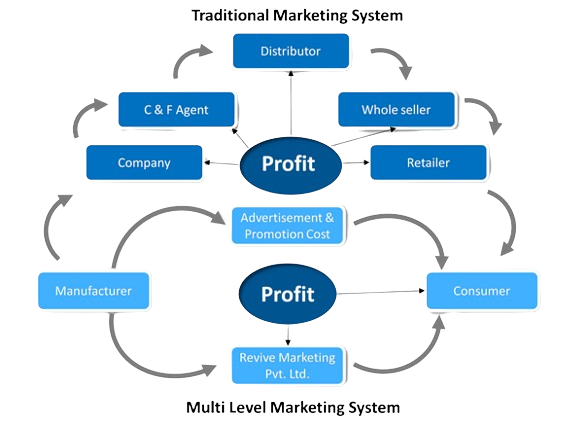 Traditional Marketing System
Distributor
C & F Agent
Whole seller
Company
Profit
Retailer
Advertisement &
Promotion Cost
Manufacturer
Profit
Consumer
Revive Marketing
Pvt. Ltd.
Multi Level Marketing System